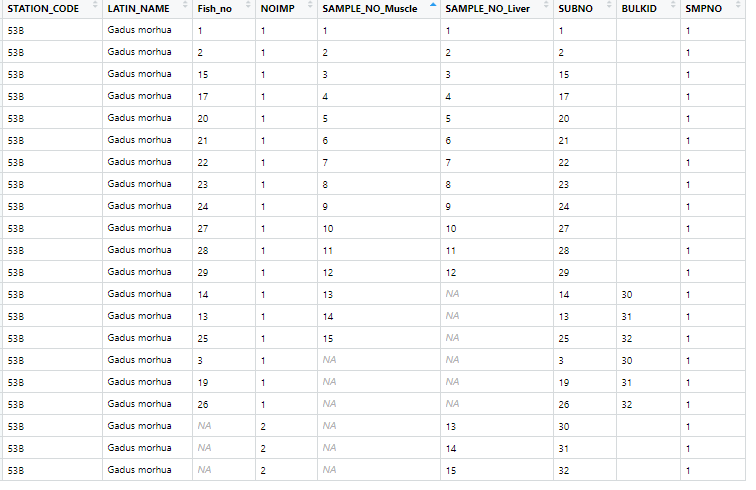 STATION_CODE LATIN_NAME Fish_no NOIMP SAMPLE_NO_Muscle SAMPLE_NO_Liver SUBNO BULKID SMPNO
53B Gadus morhua 1 1 1 1 1 1
53B Gadus morhua 2 1 2 2 2 1
53B Gadus morhua 15 1 3 3 15 1
53B Gadus morhua 17 1 4 4 17 1
53B Gadus morhua 20 1 5 5 20 1
53B Gadus morhua 21 1 6 6 21 1
53B Gadus morhua 22 1 7 7 22 1
53B Gadus morhua 23 1 8 8 23 1
53B Gadus morhua 24 1 9 9 24 1
53B Gadus morhua 27 1 10 10 27 1
53B Gadus morhua 28 1 11 11 28 1
53B Gadus morhua 29 1 12 12 29 1
53B Gadus morhua 14 1 13 NA 14 30 1
53B Gadus morhua 13 1 14 NA 13 31 1
53B Gadus morhua 25 1 15 NA 25 32 1
53B Gadus morhua 3 1 NA NA 3 30 1
53B Gadus morhua 19 1 NA NA 19 31 1
53B Gadus morhua 26 1 NA NA 26 32 1
53B Gadus morhua NA 2 NA 13 30 1
53B Gadus morhua NA 2 NA 14 31 1
53B Gadus morhua NA 2 NA 15 32 1